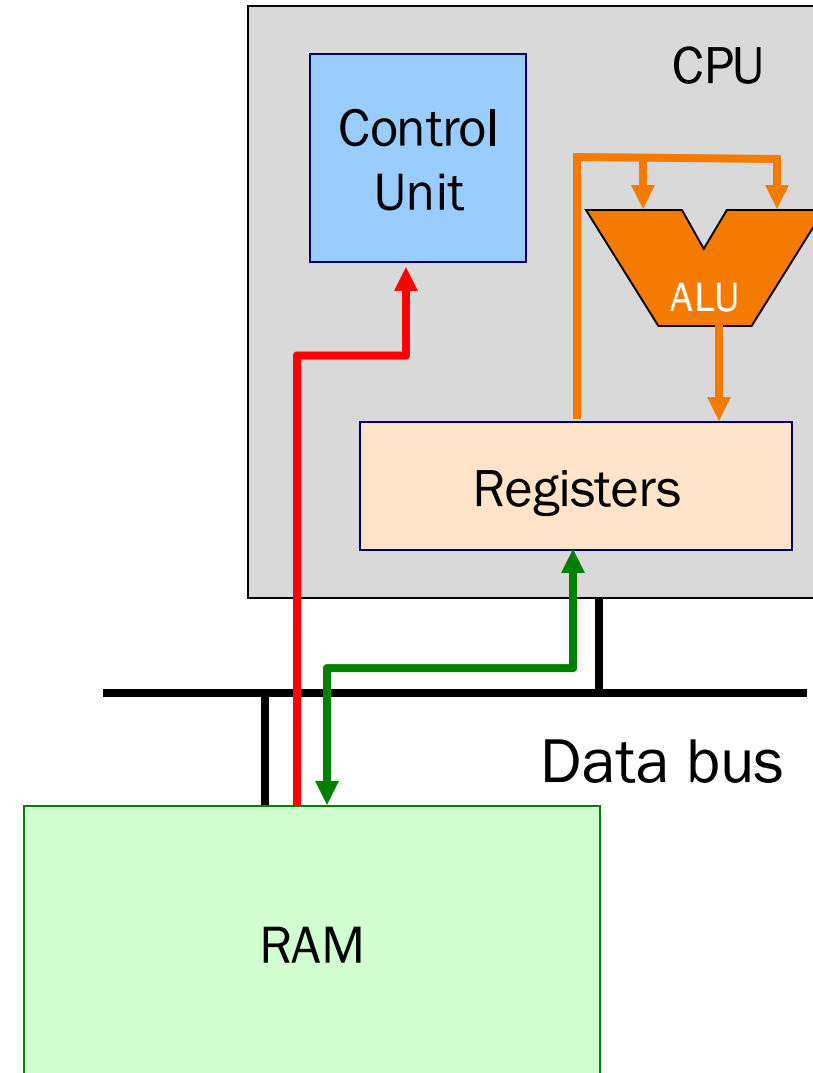 CPU
Control
Unit
ALU
Registers
Data bus
RAM